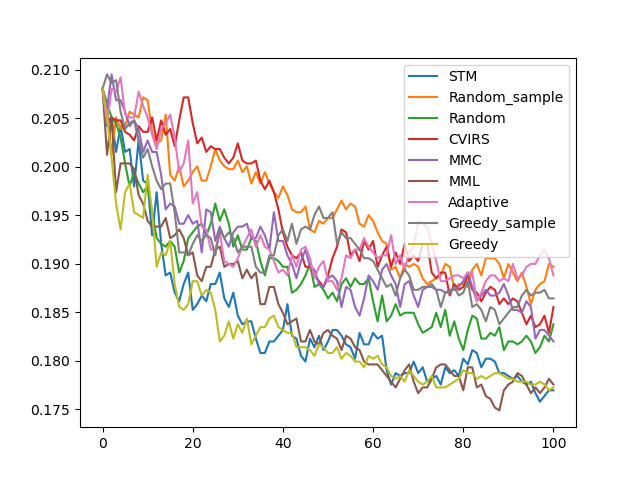 0.210
0.205
0.200
0.195
0.190
0.185
0.180
0.175
0
20
40
60
80
100
STM
Random_sample
Random
CVIRS
MMC
MML
Adaptive
Greedy_sample
Greedy